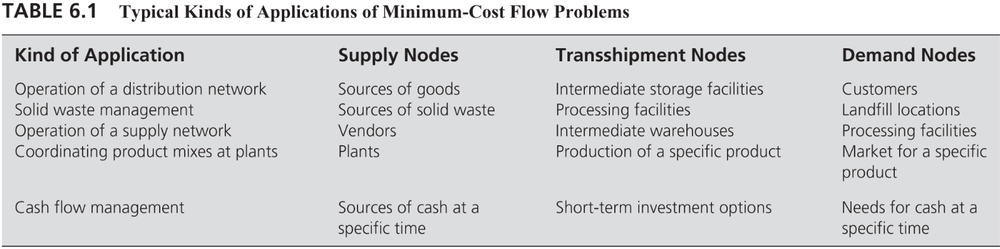 TABLE 6.1 Typical Kinds of Applications of Minimum-Cost Flow Problems
Kind of Application Supply Nodes Transshipment Nodes Demand Nodes
Operation of a distribution network Sources of goods Intermediate storage facilities Customers
Solid waste management Sources of solid waste Processing facilities Landfill locations
Operation of a supply network Vendors Intermediate warehouses Processing facilities
Coordinating product mixes at plants Plants Production of a specific product Market for a specific
product
Cash flow management Sources of cash at a Short-term investment options Needs for cash at a
specific time specific time